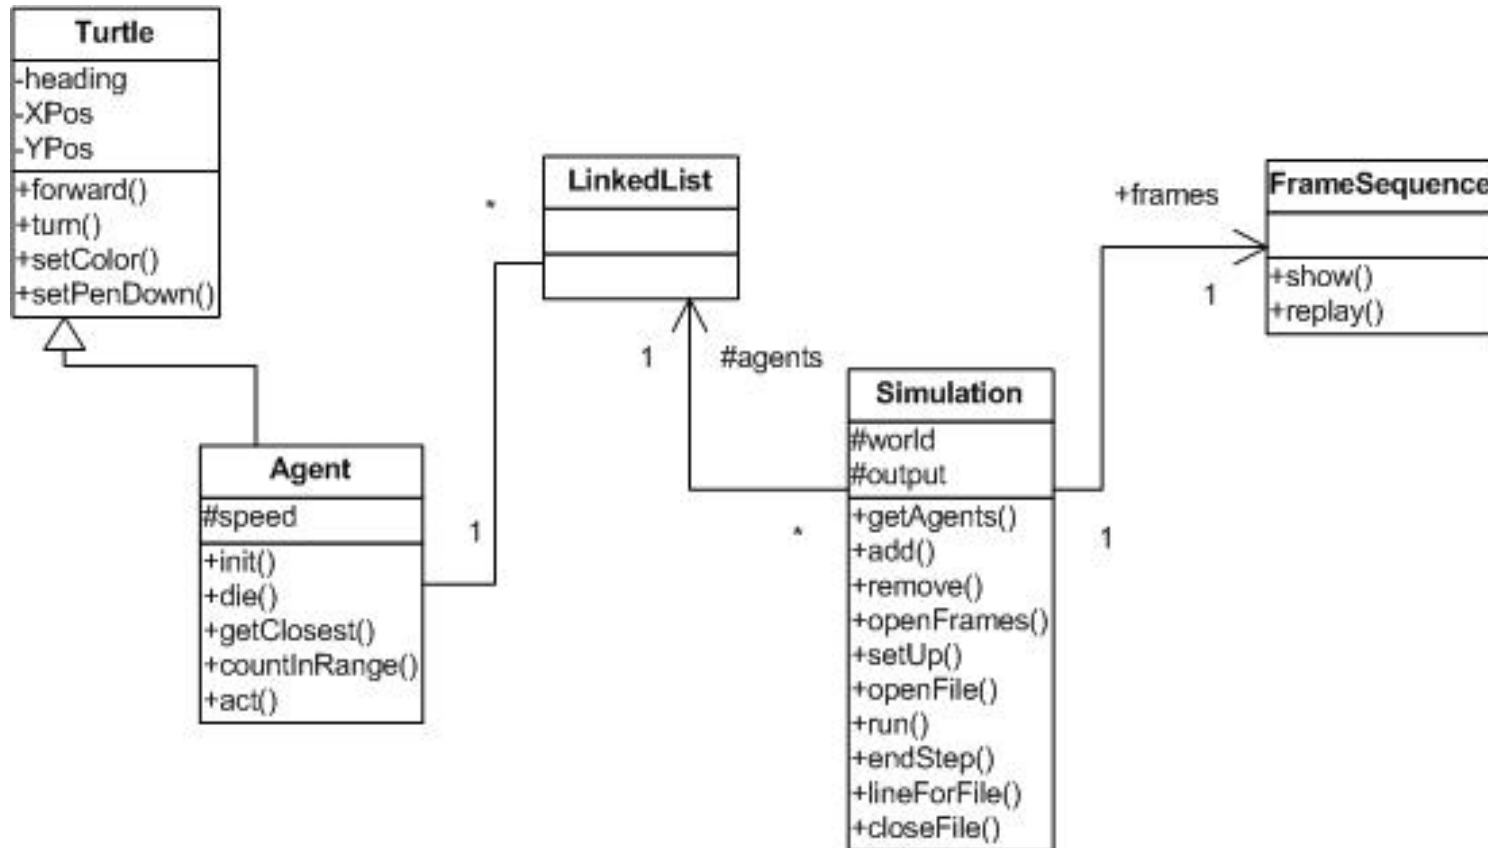 Turtle
-heading
-XPos
-YPos
+forward()
+turn()
+setColor()
+setPenDown()
Agent
#speed
+init()
+die()
+getClosest()
+countInRange()
+act()
*
1
LinkedList
1
#agents
*
Simulation
#world
#output
+getAgents()
+add()
+remove()
+openFrames()
+setUp()
+openFile()
+run()
+endStep()
+lineForFile()
+closeFile()
1
+frames
1
FrameSequence
+show()
+replay()